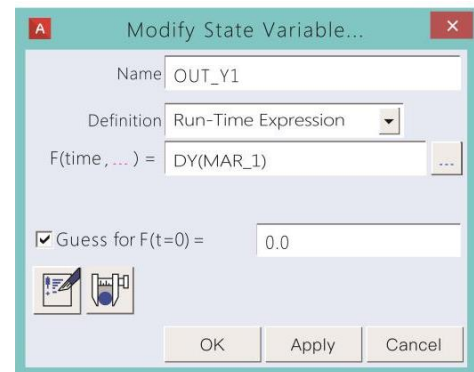 A Modify State Variable... ×
Name OUT_Y1
Definition Run-Time Expression
F(time, ... ) = DY(MAR_1) ...
Guess for F(t=0) = 0.0
OK Apply Cancel